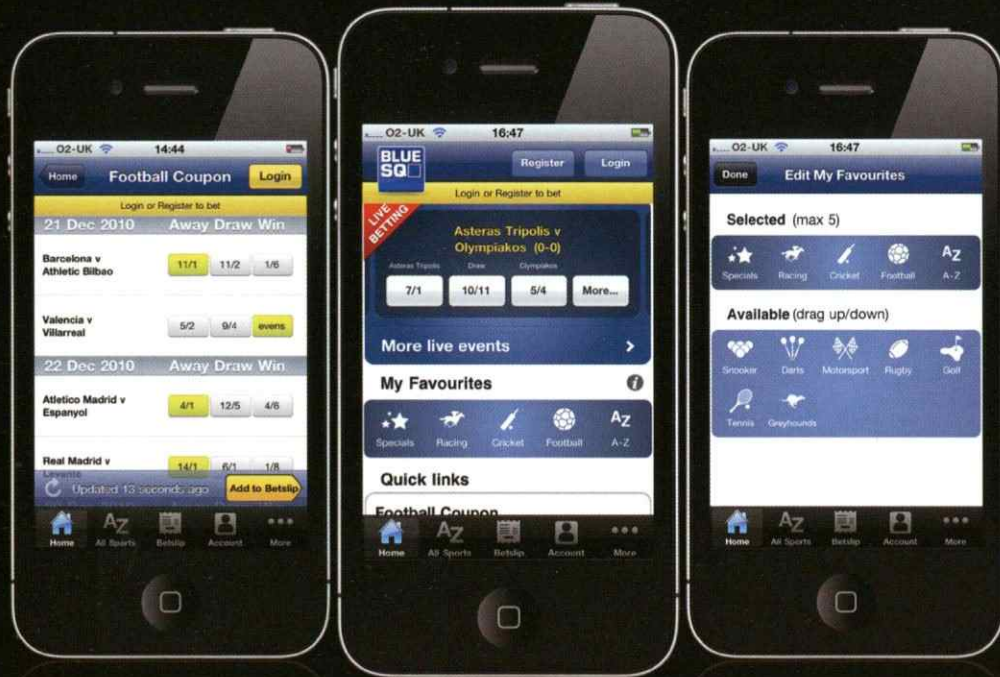 O2-UK
14:44
Home
Football Coupon
Login
Login or Register to bet
21 Dec 2010
Away Draw Win
Barcelona v
Athletic Bilbao
11/1
11/2
1/6
Valencia v
Villarreal
5/2
9/4
evens
22 Dec 2010
Away Draw Win
Atletico Madrid v
Espanyol
4/1
12/5
4/6
Real Madrid v
Levante
14/1
6/1
1/8
Updated 13 seconds ago
Add to Betslip
Home
AZ
All Sports
Betslip
Account
More
O2-UK
16:47
BLUE
SQ
Register
Login
Login or Register to bet
LIVE
BETTING
Asteras Tripolis v
Olympiakos (0-0)
Asteras Tripolis
Draw
Olympiakos
7/1
10/11
5/4
More...
More live events
My Favourites
Specials
Racing
Cricket
Football
AZ
A-Z
Quick links
Football Coupon
Home
AZ
All Sports
Betslip
Account
More
O2-UK
16:47
Done
Edit My Favourites
Selected (max 5)
Specials
Racing
Cricket
Football
AZ
A-Z
Available (drag up/down)
Snooker
Darts
Motorsport
Rugby
Golf
Tennis
Greyhounds
Home
AZ
All Sports
Betslip
Account
More